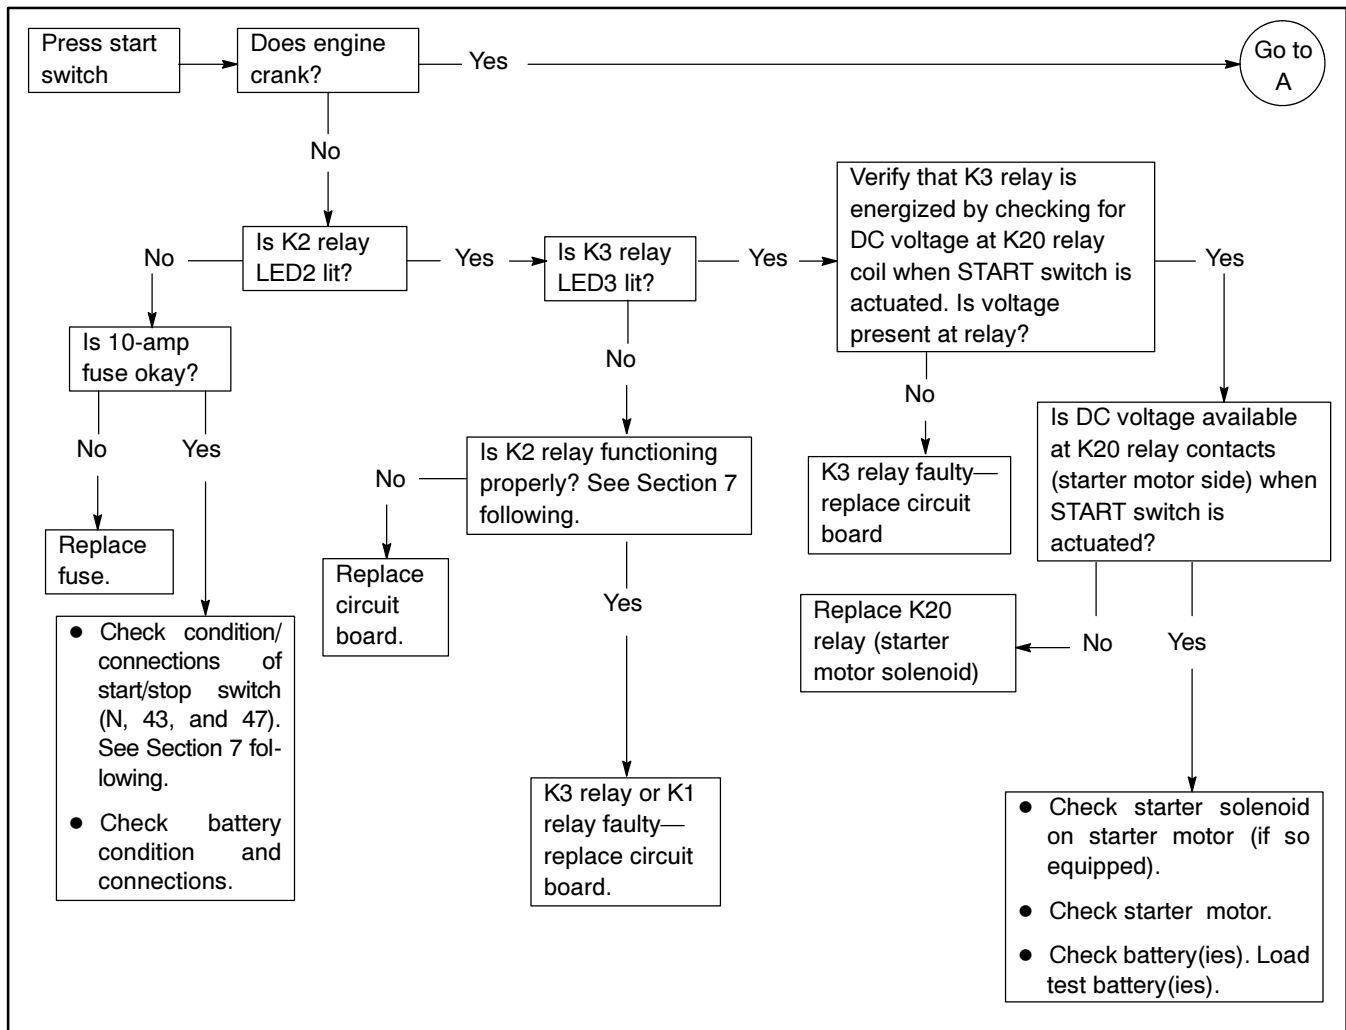 Press start
switch
Does engine
crank?
Yes
Go to
A
No
Verify that K3 relay is
energized by checking for
DC voltage at K20 relay
coil when START switch is
actuated. Is voltage
present at relay?
Is K2 relay
LED2 lit?
No
Yes
Is K3 relay
LED3 lit?
Yes
Yes
Is 10-amp
fuse okay?
No
No
Is DC voltage available
at K20 relay contacts
(starter motor side) when
START switch is
actuated?
No
Yes
Is K2 relay functioning
properly? See Section 7
following.
No
K3 relay faulty—
replace circuit
board
Replace
fuse.
Replace
circuit
board.
Yes
Replace K20
relay (starter
motor solenoid)
No
Yes
● Check condition/
connections of
start/stop switch
(N, 43, and 47).
See Section 7 fol-
lowing.
● Check battery
condition and
connections.
K3 relay or K1
relay faulty—
replace circuit
board.
● Check starter solenoid
on starter motor (if so
equipped).
● Check starter motor.
● Check battery(ies). Load
test battery(ies).